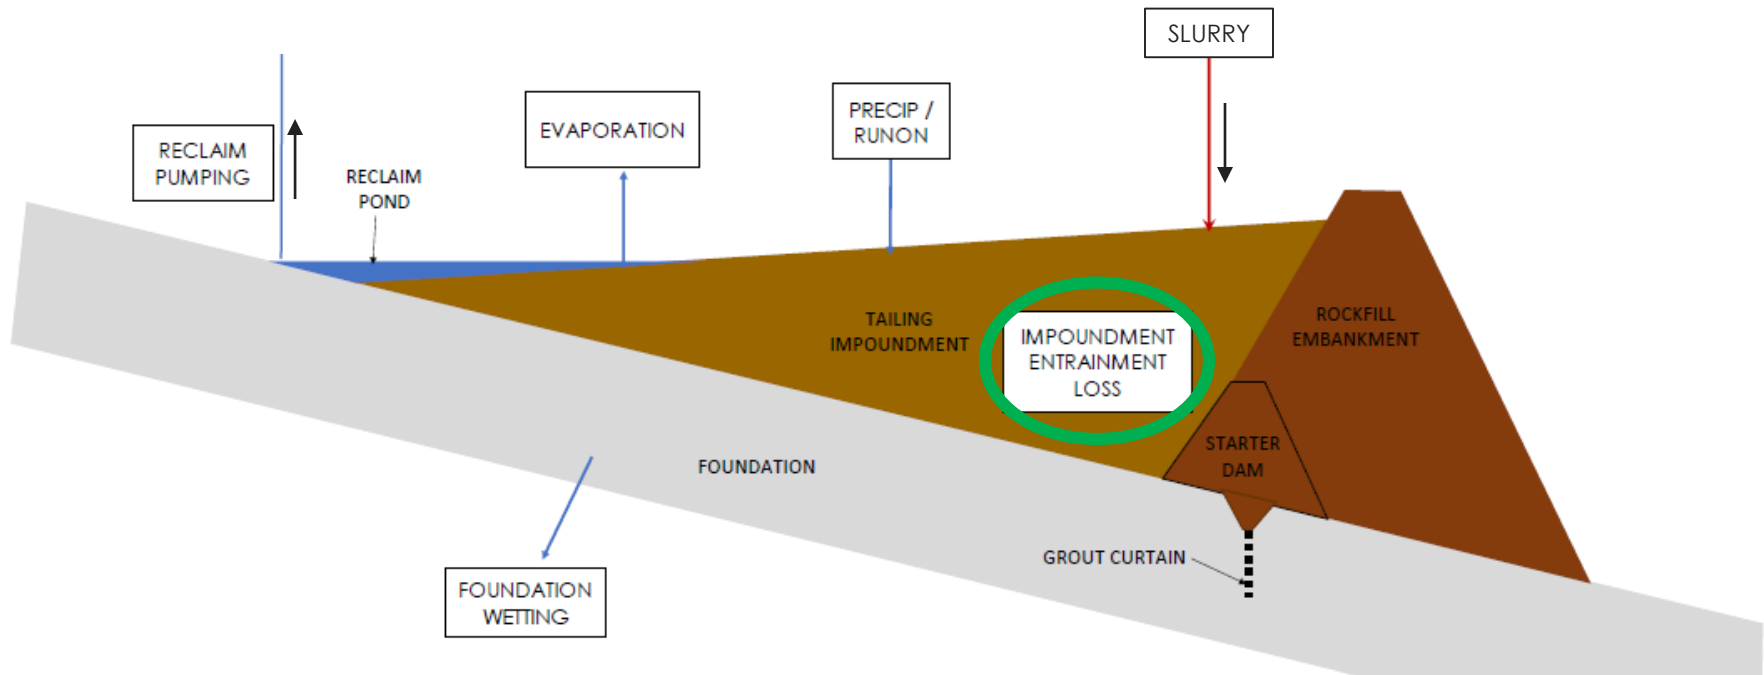 SLURRY
EVAPORATION
PRECIP /
RUNON
RECLAIM
PUMPING
RECLAIM
POND
TAILING
IMPOUNDMENT
IMPOUNDMENT
ENTRAINMENT
LOSS
ROCKFILL
EMBANKMENT
STARTER
DAM
FOUNDATION
GROUT CURTAIN
FOUNDATION
WETTING